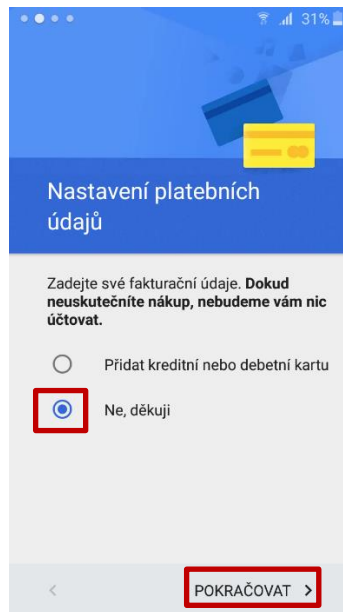 31%
Nastavení platebních
údajů
Zadejte své fakturační údaje. Dokud
neuskutečníte nákup, nebudeme vám nic
účtovat.
Přidat kreditní nebo debetní kartu
Ne, děkuji
POKRAČOVAT